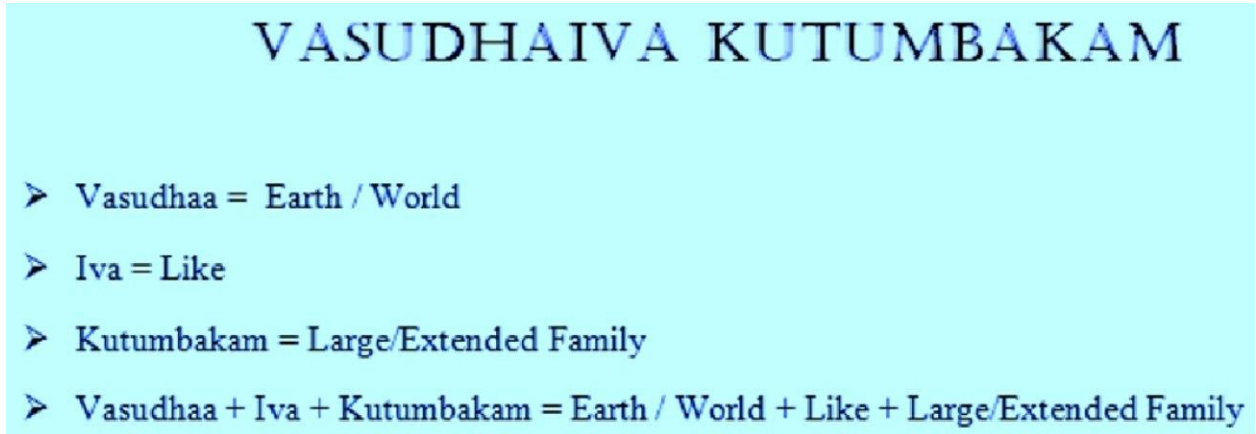 VASUDHAIVA KUTUMBAKAM
➢ Vasudhaa = Earth / World
➢ Iva = Like
➢ Kutumbakam = Large/Extended Family
➢ Vasudhaa + Iva + Kutumbakam = Earth / World + Like + Large/Extended Family